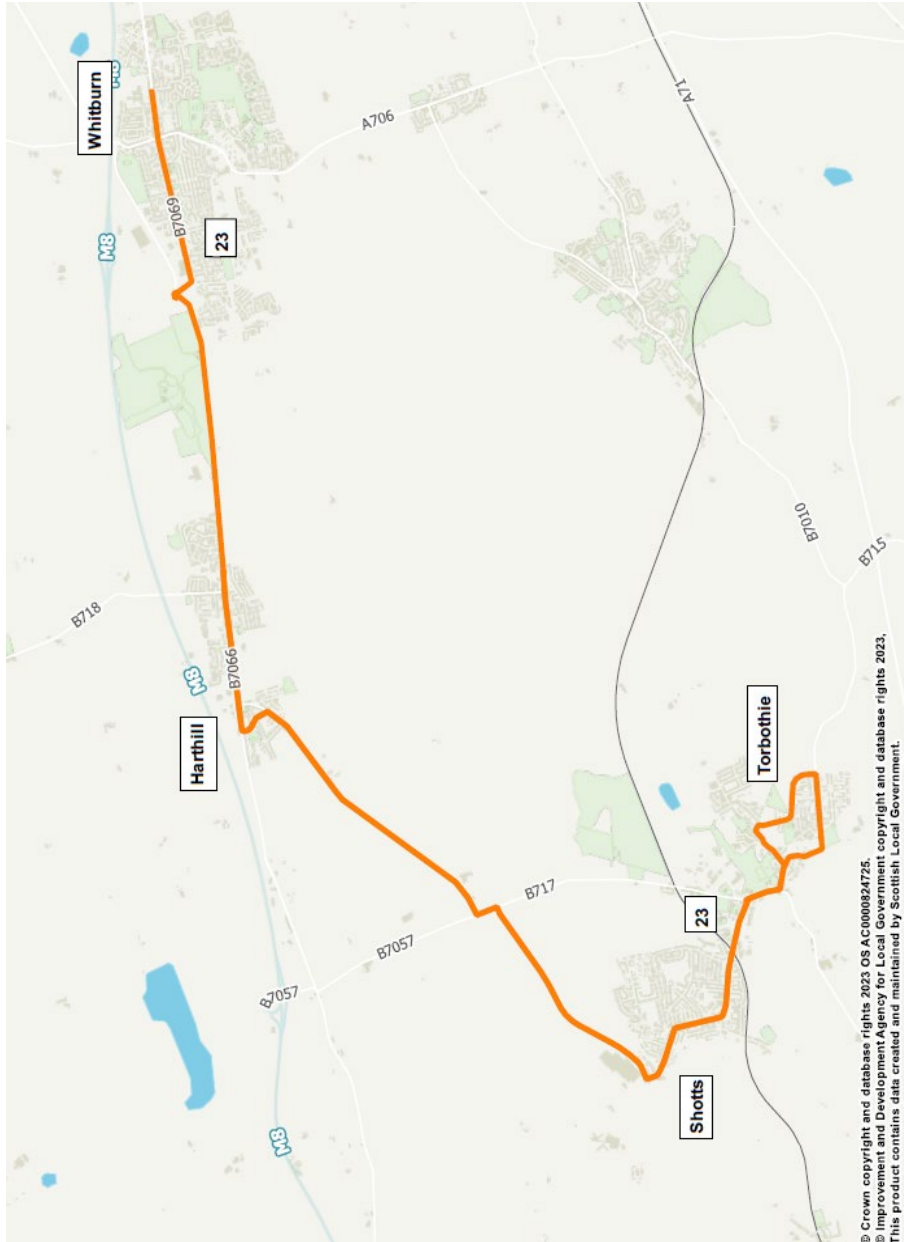 B718
Whitburn
M8
M8
B7069
M8
Harthill
23
B7066
M8
B7057
A706
B7057
B717
A71
Shotts
23
Torbothie
B7010
B715
© Crown copyright and database rights 2023 OS AC0000824725.
© Improvement and Development Agency for Local Government copyright and database rights 2023,
This product contains data created and maintained by Scottish Local Government.